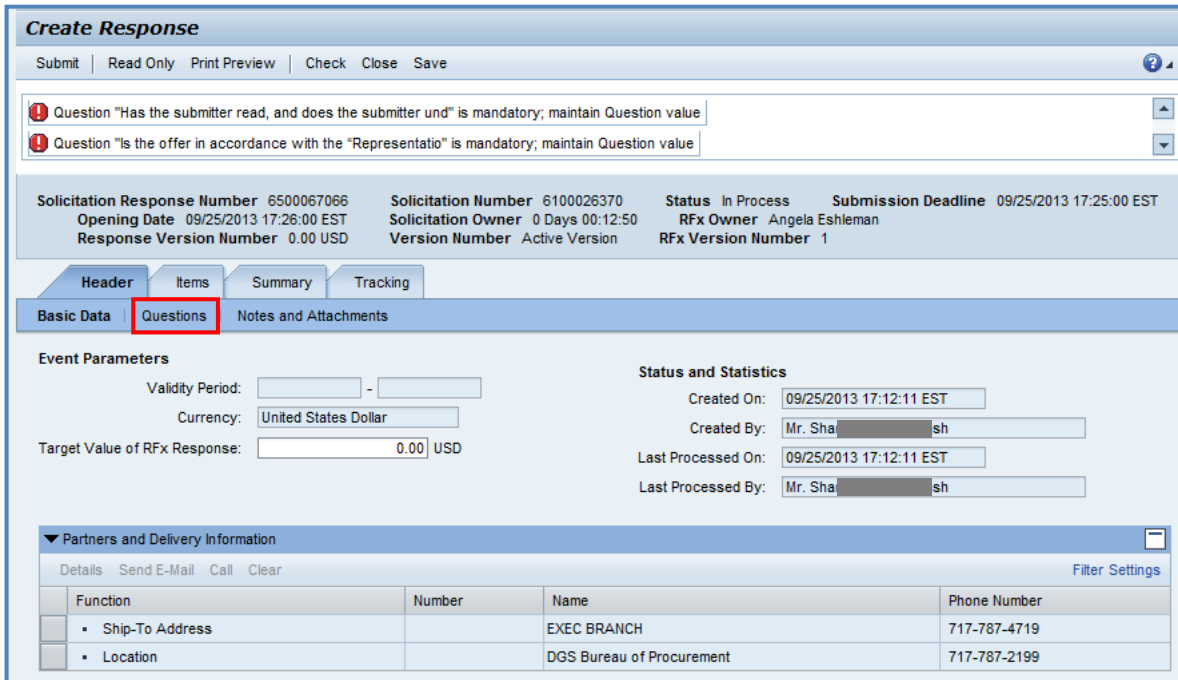 Create Response
Submit Read Only Print Preview Check Close Save
Question "Has the submitter read, and does the submitter und" is mandatory; maintain Question value
Question "Is the offer in accordance with the “Representatio" is mandatory; maintain Question value
Solicitation Response Number 6500067066 Solicitation Number 6100026370 Status In Process Submission Deadline 09/25/2013 17:25:00 EST
Opening Date 09/25/2013 17:26:00 EST Solicitation Owner 0 Days 00:12:50 RFx Owner Angela Eshleman
Response Version Number 0.00 USD Version Number Active Version RFx Version Number 1
Header Items Summary Tracking
Basic Data Questions Notes and Attachments
Event Parameters
Validity Period: -
Currency: United States Dollar
Target Value of RFx Response: 0.00 USD
Status and Statistics
Created On: 09/25/2013 17:12:11 EST
Created By: Mr. Shar sh
Last Processed On: 09/25/2013 17:12:11 EST
Last Processed By: Mr. Shar sh
Partners and Delivery Information
Details Send E-Mail Call Clear Filter Settings
Function Number Name Phone Number
Ship-To Address EXEC BRANCH 717-787-4719
Location DGS Bureau of Procurement 717-787-2199